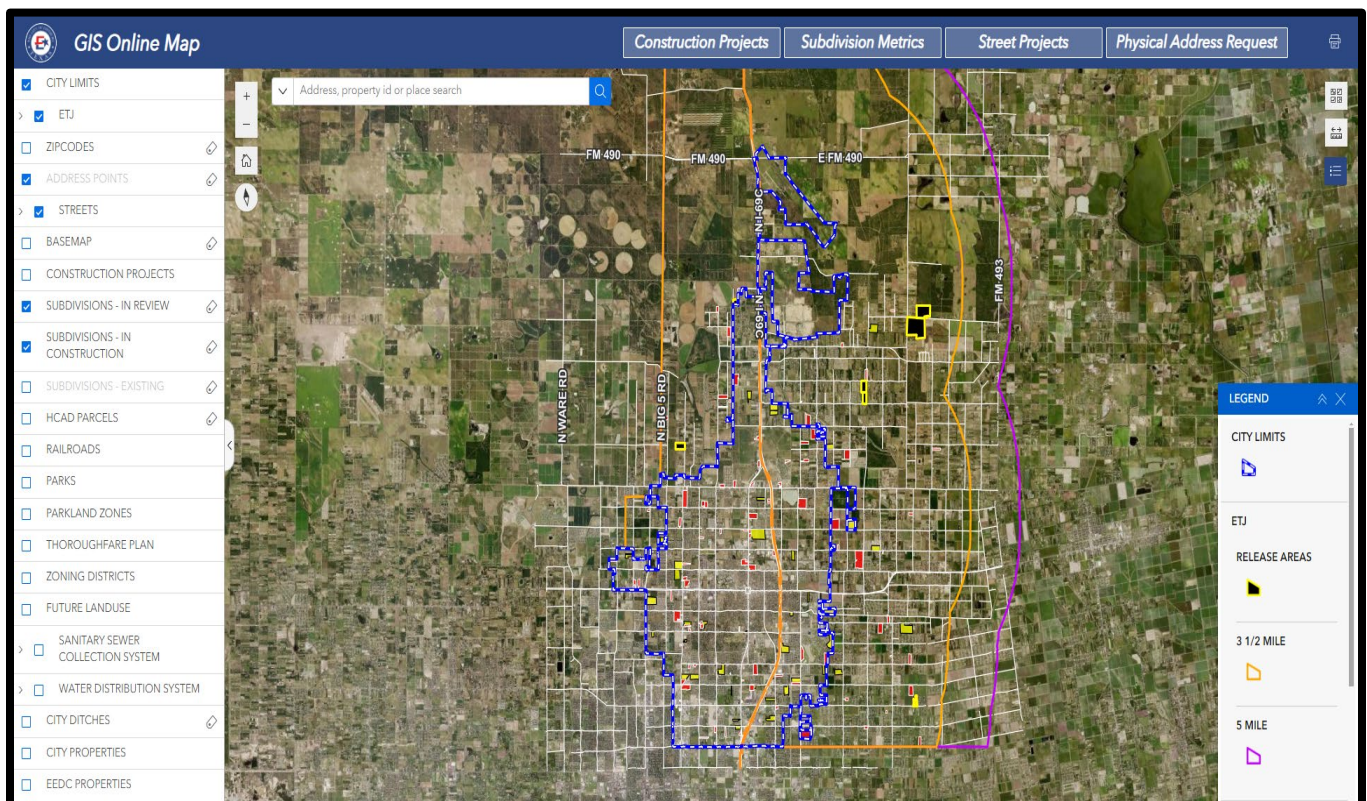 GIS Online Map
Construction Projects
Subdivision Metrics
Street Projects
Physical Address Request
CITY LIMITS
ETJ
ZIPCODES
ADDRESS POINTS
STREETS
BASEMAP
CONSTRUCTION PROJECTS
SUBDIVISIONS - IN REVIEW
SUBDIVISIONS - IN
CONSTRUCTION
SUBDIVISIONS - EXISTING
HCAD PARCELS
RAILROADS
PARKS
PARKLAND ZONES
THOROUGHFARE PLAN
ZONING DISTRICTS
FUTURE LANDUSE
SANITARY SEWER
COLLECTION SYSTEM
WATER DISTRIBUTION SYSTEM
CITY DITCHES
CITY PROPERTIES
EEDC PROPERTIES
Address, property id or place search
FM 490
FM 490
E FM 490
N I-69C
N I-69C
FM 493
N WARE RD
N BIG 5 RD
LEGEND
CITY LIMITS
ETJ
RELEASE AREAS
3 1/2 MILE
5 MILE